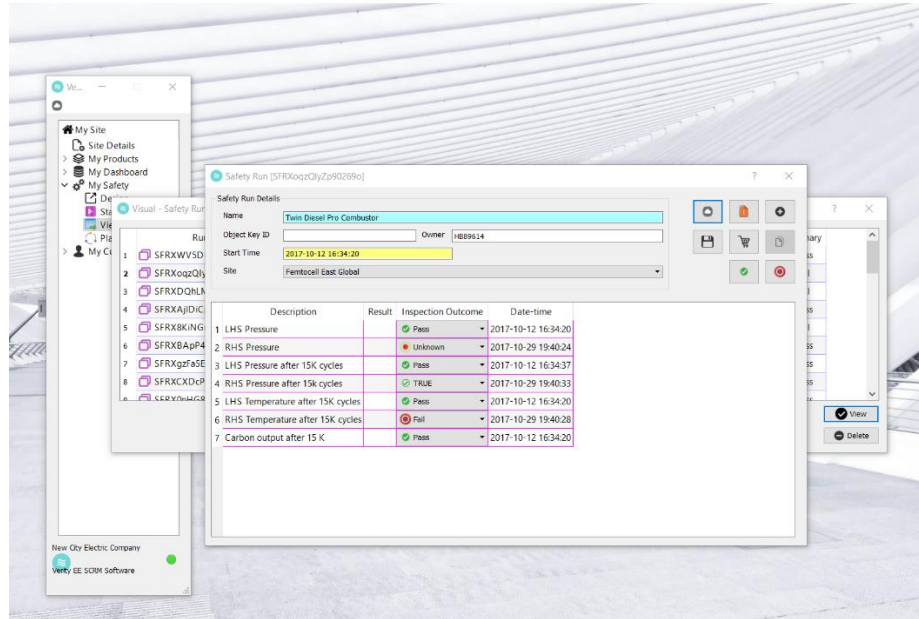 Ve...
My Site
Site Details
My Products
My Dashboard
My Safety
New City Electric Company
Verity EE SCRM Software
Visual - Safety Run
1 SFRXWV5D
2 SFRXoqzQIy
3 SFRXDQhLN
4 SFRXAjIDiC
5 SFRX8KiNG
6 SFRXBApP4
7 SFRXgzFa5E
8 SFRXCXDcP
View
Delete
Safety Run [SFRXoqzQIyZp90269o]
Safety Run Details
Name Twin Diesel Pro Combustor
Object Key ID Owner HB89614
Start Time 2017-10-12 16:34:20
Site Femtocell East Global
Description Result Inspection Outcome Date-time
1 LHS Pressure Pass 2017-10-12 16:34:20
2 RHS Pressure Unknown 2017-10-29 19:40:24
3 LHS Pressure after 15K cycles Pass 2017-10-12 16:34:37
4 RHS Pressure after 15k cycles TRUE 2017-10-29 19:40:33
5 LHS Temperature after 15K cycles Pass 2017-10-12 16:34:20
6 RHS Temperature after 15K cycles Fail 2017-10-29 19:40:28
7 Carbon output after 15 K Pass 2017-10-12 16:34:20